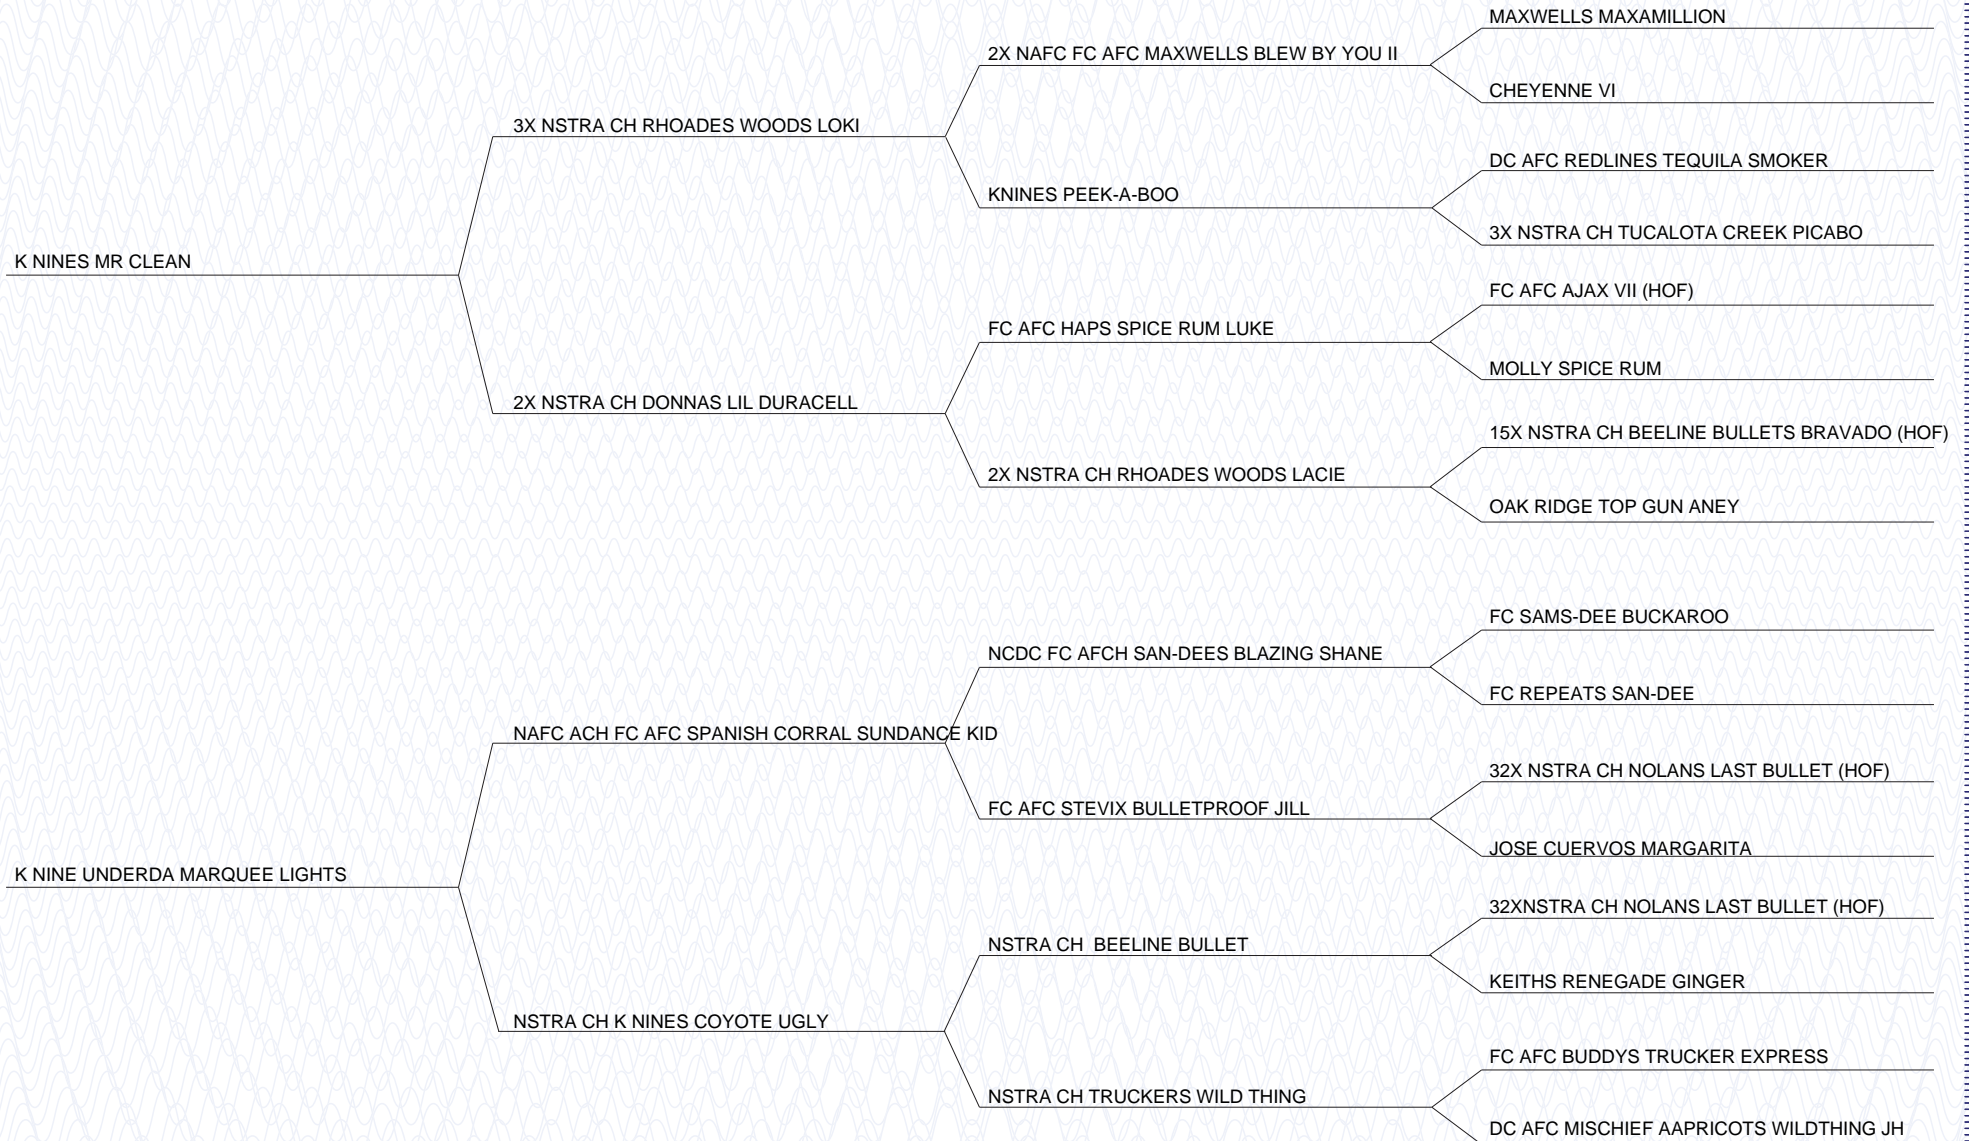 MAXWELLS MAXAMILLION
2X NAFC FC AFC MAXWELLS BLEW BY YOU II
CHEYENNE VI
3X NSTRA CH RHOADES WOODS LOKI
DC AFC REDLINES TEQUILA SMOKER
KNINES PEEK-A-BOO
3X NSTRA CH TUCALOTA CREEK PICABO
K NINES MR CLEAN
FC AFC AJAX VII (HOF)
FC AFC HAPS SPICE RUM LUKE
MOLLY SPICE RUM
2X NSTRA CH DONNAS LIL DURACELL
15X NSTRA CH BEELINE BULLETS BRAVADO (HOF)
2X NSTRA CH RHOADES WOODS LACIE
OAK RIDGE TOP GUN ANEY
FC SAMS-DEE BUCKAROO
NCDC FC AFCH SAN-DEES BLAZING SHANE
FC REPEATS SAN-DEE
NAFC ACH FC AFC SPANISH CORRAL SUNDANCE KID
32X NSTRA CH NOLANS LAST BULLET (HOF)
FC AFC STEVIX BULLETPROOF JILL
JOSE CUERVOS MARGARITA
K NINE UNDERDA MARQUEE LIGHTS
32XNSTRA CH NOLANS LAST BULLET (HOF)
NSTRA CH  BEELINE BULLET
KEITHS RENEGADE GINGER
NSTRA CH K NINES COYOTE UGLY
FC AFC BUDDYS TRUCKER EXPRESS
NSTRA CH TRUCKERS WILD THING
DC AFC MISCHIEF AAPRICOTS WILDTHING JH